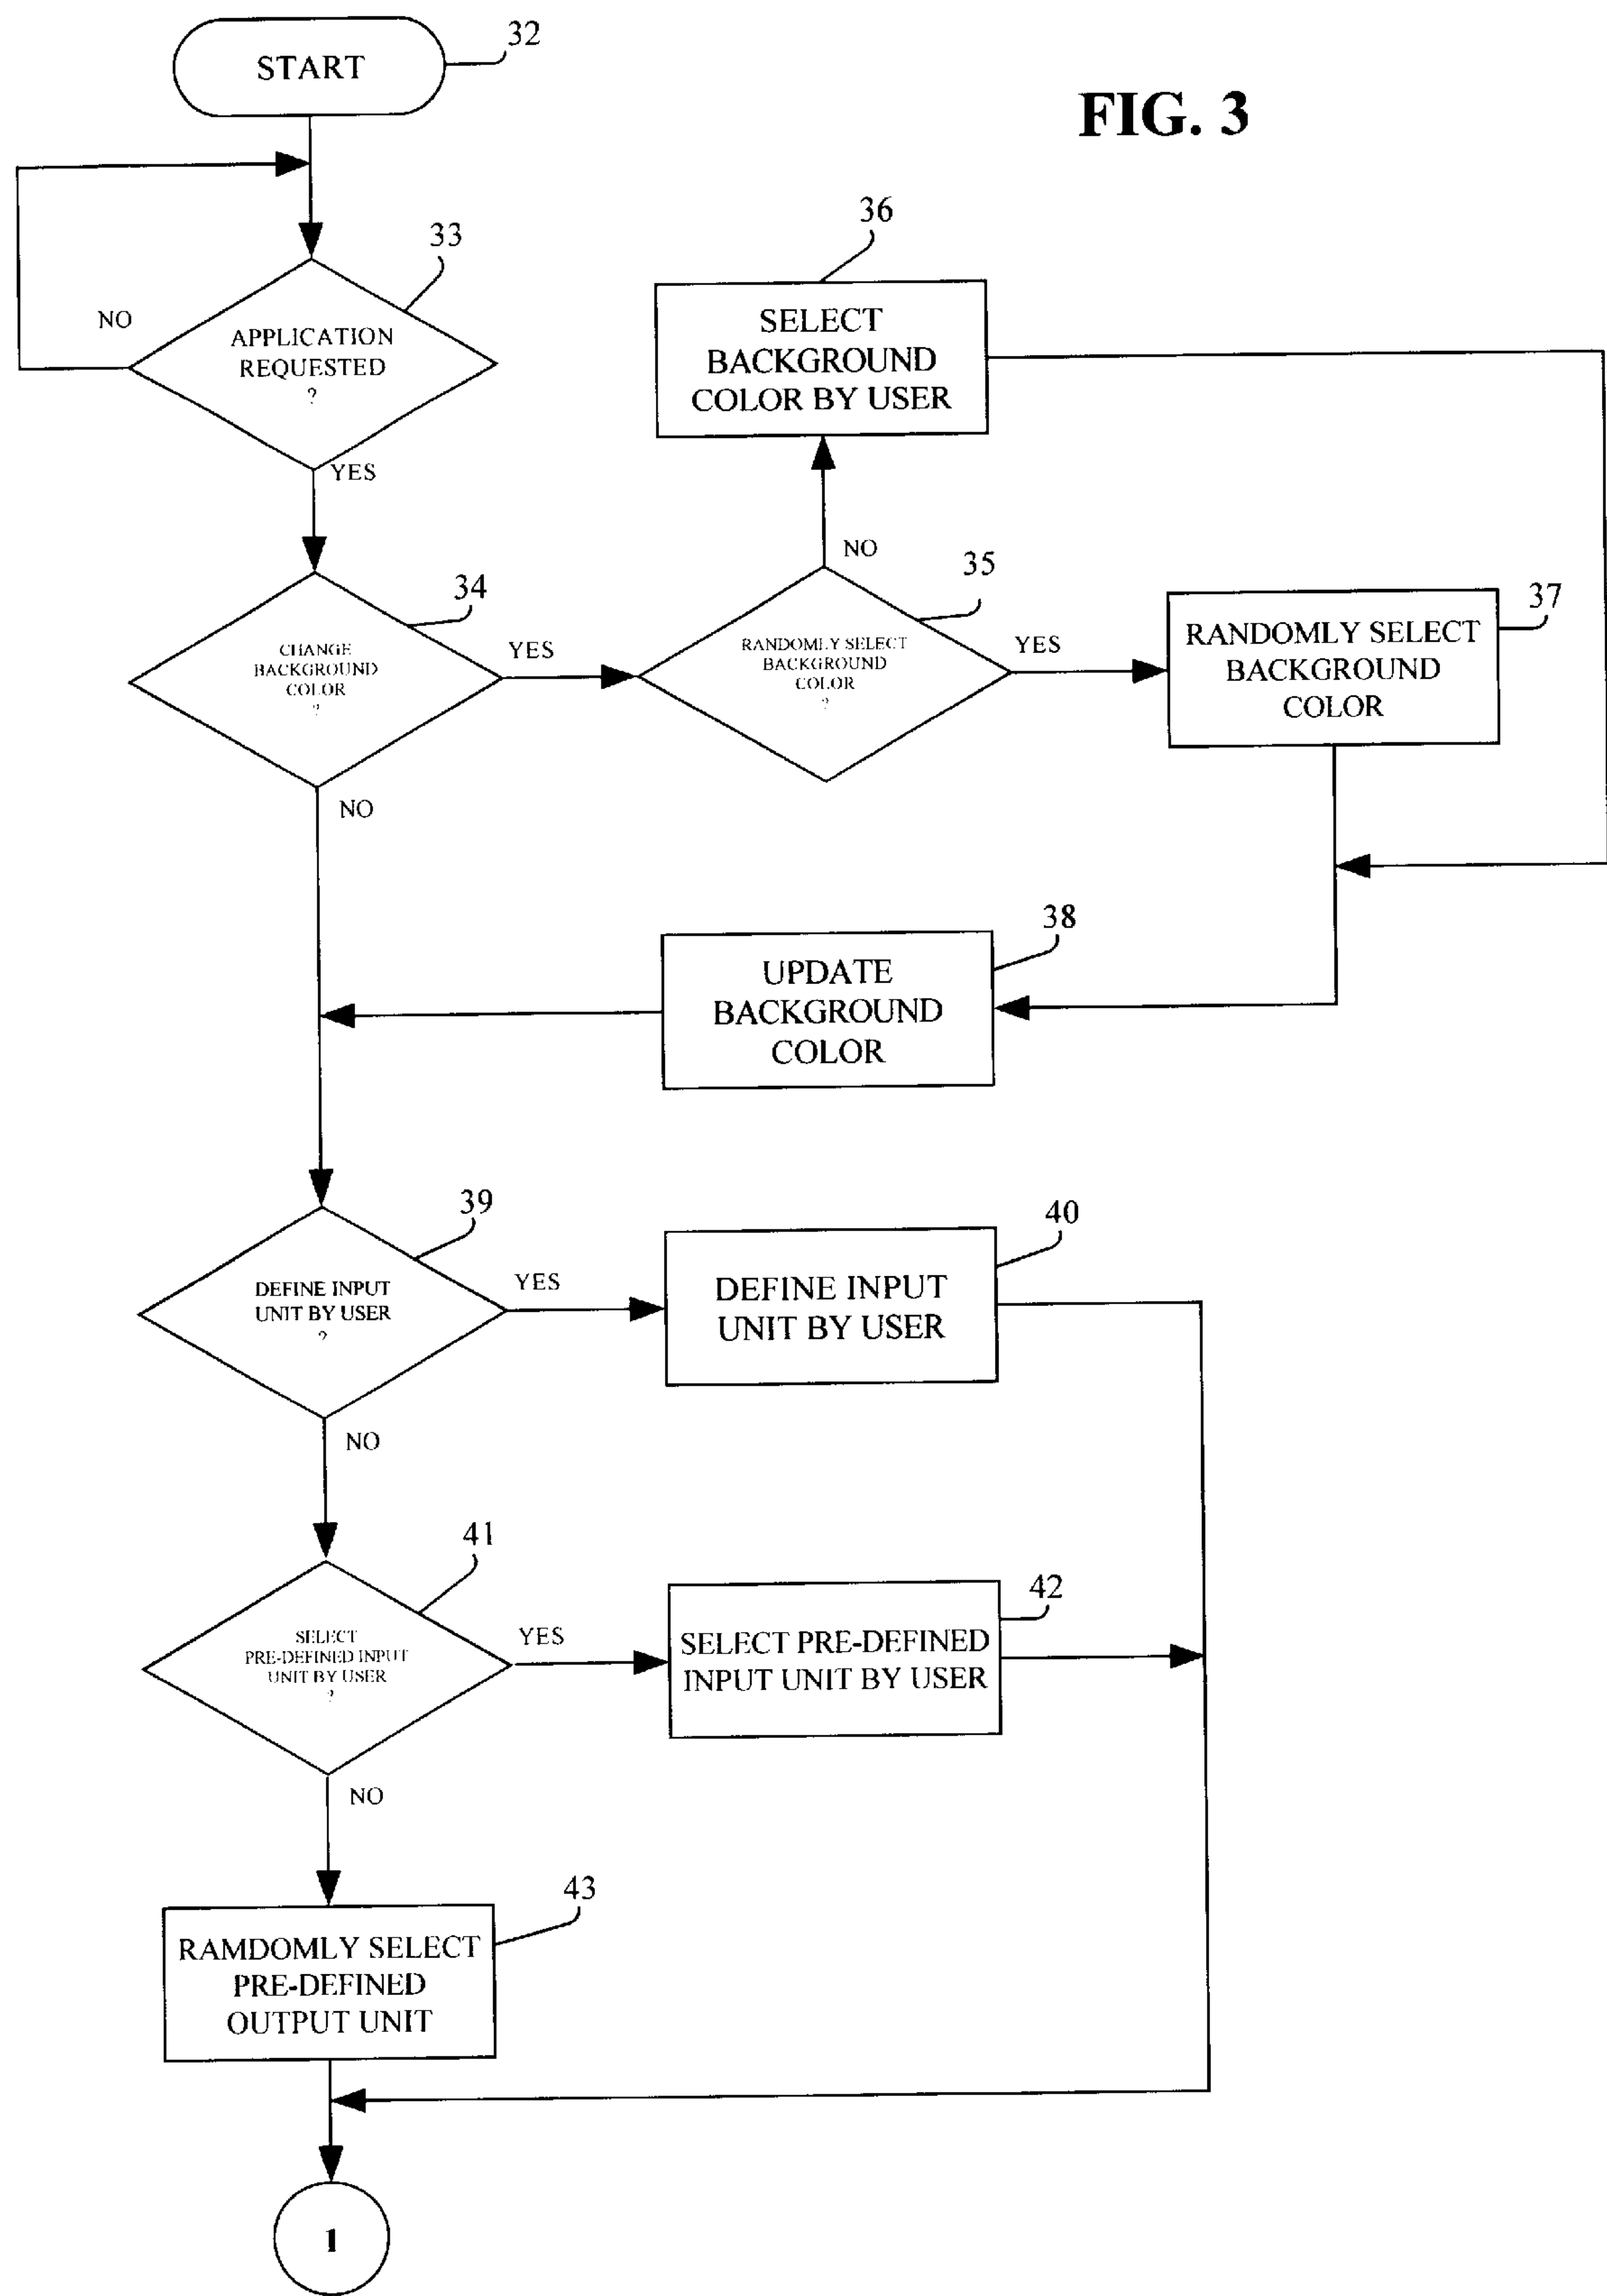 32
START
FIG. 3
33
NO
APPLICATION
REQUESTED
?
YES
36
SELECT
BACKGROUND
COLOR BY USER
34
CHANGE
BACKGROUND
COLOR
?
YES
NO
35
RANDOMLY SELECT
BACKGROUND
COLOR
?
NO
YES
37
RANDOMLY SELECT
BACKGROUND
COLOR
38
UPDATE
BACKGROUND
COLOR
39
DEFINE INPUT
UNIT BY USER
?
YES
NO
40
DEFINE INPUT
UNIT BY USER
41
SELECT
PRE-DEFINED INPUT
UNIT BY USER
?
YES
NO
42
SELECT PRE-DEFINED
INPUT UNIT BY USER
43
RAMDOMLY SELECT
PRE-DEFINED
OUTPUT UNIT
1